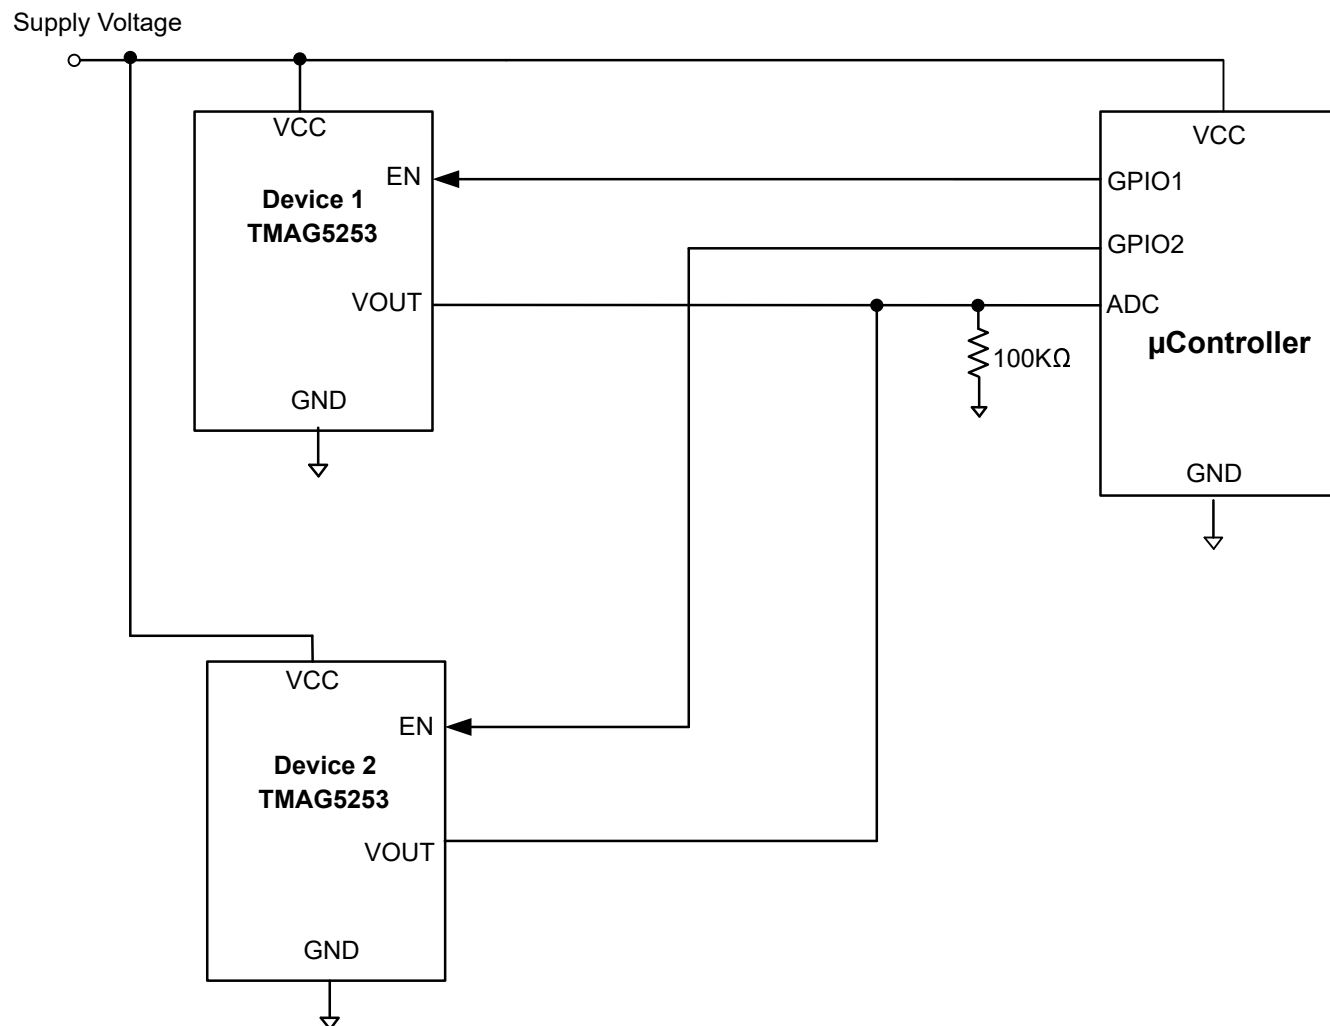 Supply Voltage
VCC
EN
Device 1
TMAG5253
VOUT
GND
VCC
GPIO1
GPIO2
ADC
µController
GND
100KΩ
VCC
EN
Device 2
TMAG5253
VOUT
GND